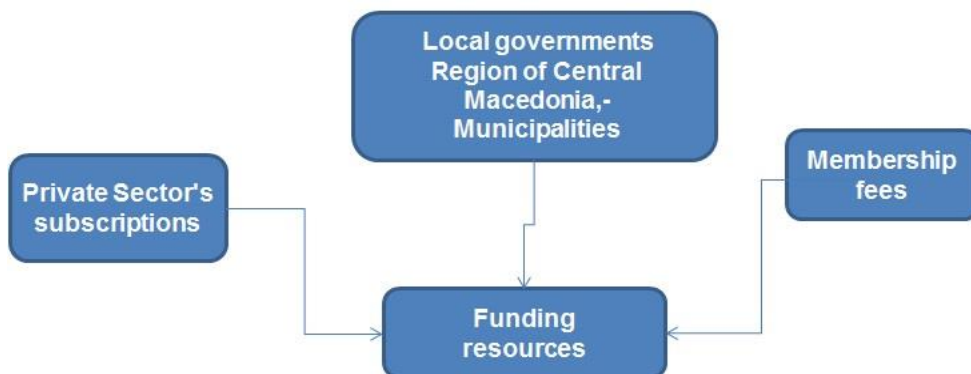 Local governments
Region of Central
Macedonia,-
Municipalities
Private Sector's
subscriptions
Membership
fees
Funding
resources